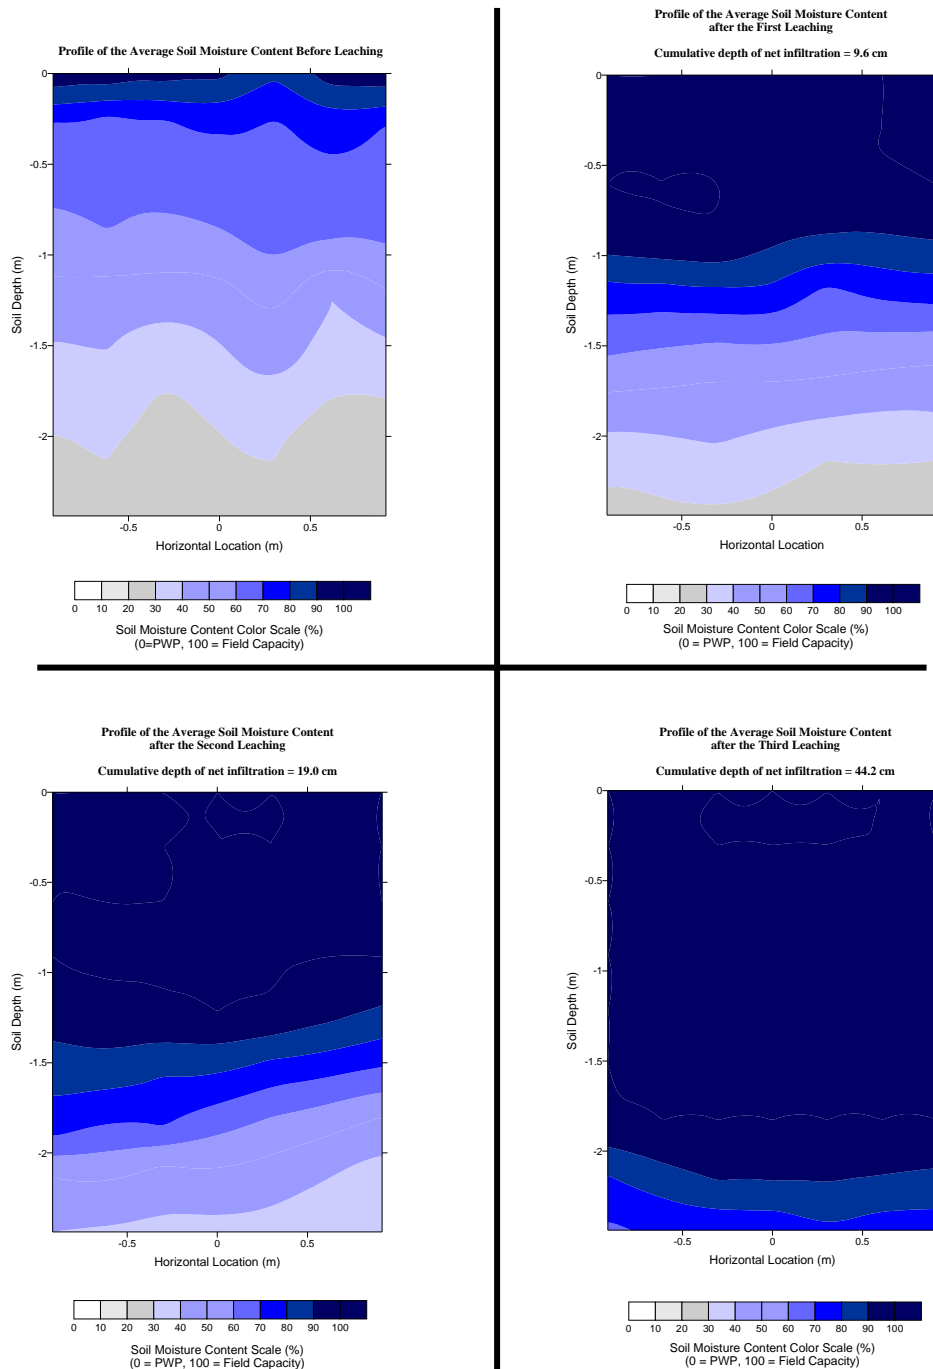 Profile of the Average Soil Moisture Content Before Leaching
0
-0.5
-1
-1.5
-2
Soil Depth (m)
-0.5 0 0.5
Horizontal Location (m)
0 10 20 30 40 50 60 70 80 90 100
Soil Moisture Content Color Scale (%)
(0=PWP, 100 = Field Capacity)
Profile of the Average Soil Moisture Content
after the First Leaching
Cumulative depth of net infiltration = 9.6 cm
0
-0.5
-1
-1.5
-2
Soil Depth (m)
-0.5 0 0.5
Horizontal Location
0 10 20 30 40 50 60 70 80 90 100
Soil Moisture Content Color Scale (%)
(0 = PWP, 100 = Field Capacity)
Profile of the Average Soil Moisture Content
after the Second Leaching
Cumulative depth of net infiltration = 19.0 cm
0
-0.5
-1
-1.5
-2
Soil Depth (m)
-0.5 0 0.5
Horizontal Location (m)
0 10 20 30 40 50 60 70 80 90 100
Soil Moisture Content Scale (%)
(0 = PWP, 100 = Field Capacity)
Profile of the Average Soil Moisture Content
after the Third Leaching
Cumulative depth of net infiltration = 44.2 cm
0
-0.5
-1
-1.5
-2
Soil Depth (m)
-0.5 0 0.5
Horizontal Location (m)
0 10 20 30 40 50 60 70 80 90 100
Soil Moisture Content Color Scale (%)
(0 = PWP, 100 = Field Capacity)